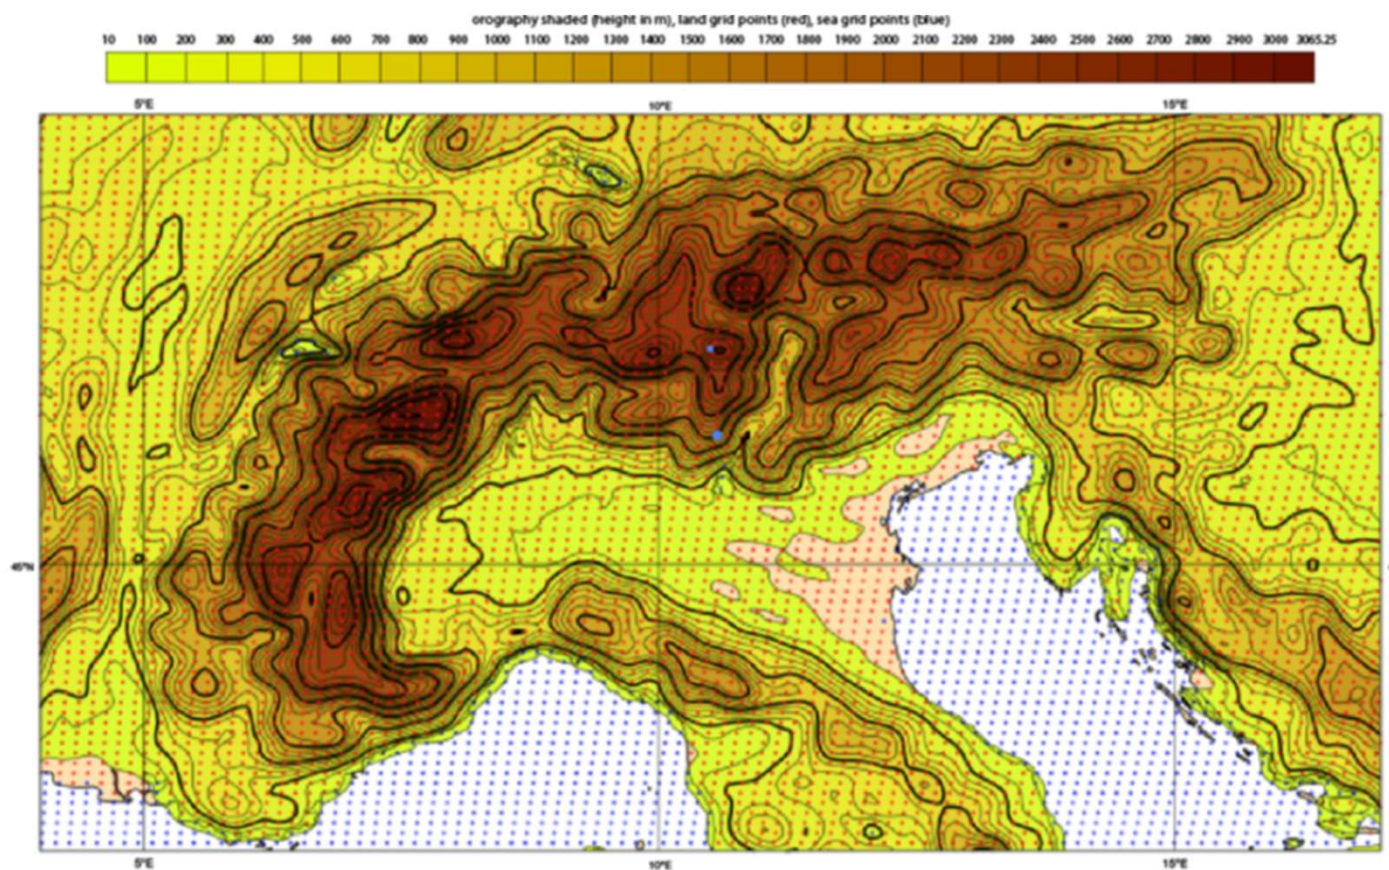 orography shaded (height in m), land grid points (red), sea grid points (blue)
10 100 200 300 400 500 600 700 800 900 1000 1100 1200 1300 1400 1500 1600 1700 1800 1900 2000 2100 2200 2300 2400 2500 2600 2700 2800 2900 3000 3065.25
5°E 10°E 15°E
45°N
5°E 10°E 15°E